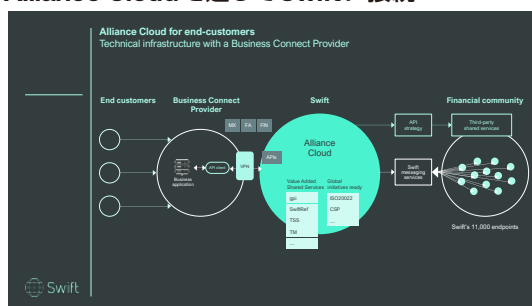 Alliance Cloud for end-customers
Technical infrastructure with a Business Connect Provider
End customers
Business Connect
Provider
Swift
Financial community
MX
FA
FIN
API
strategy
Third-party
shared services
Alliance
Cloud
APIs
VPN
API client
Business
application
Swift
messaging
services
Value Added
Shared Services
Global
initiatives ready
gpi
SwiftRef
TSS
TM
...
ISO20022
CSP
...
Swift's 11,000 endpoints
Swift